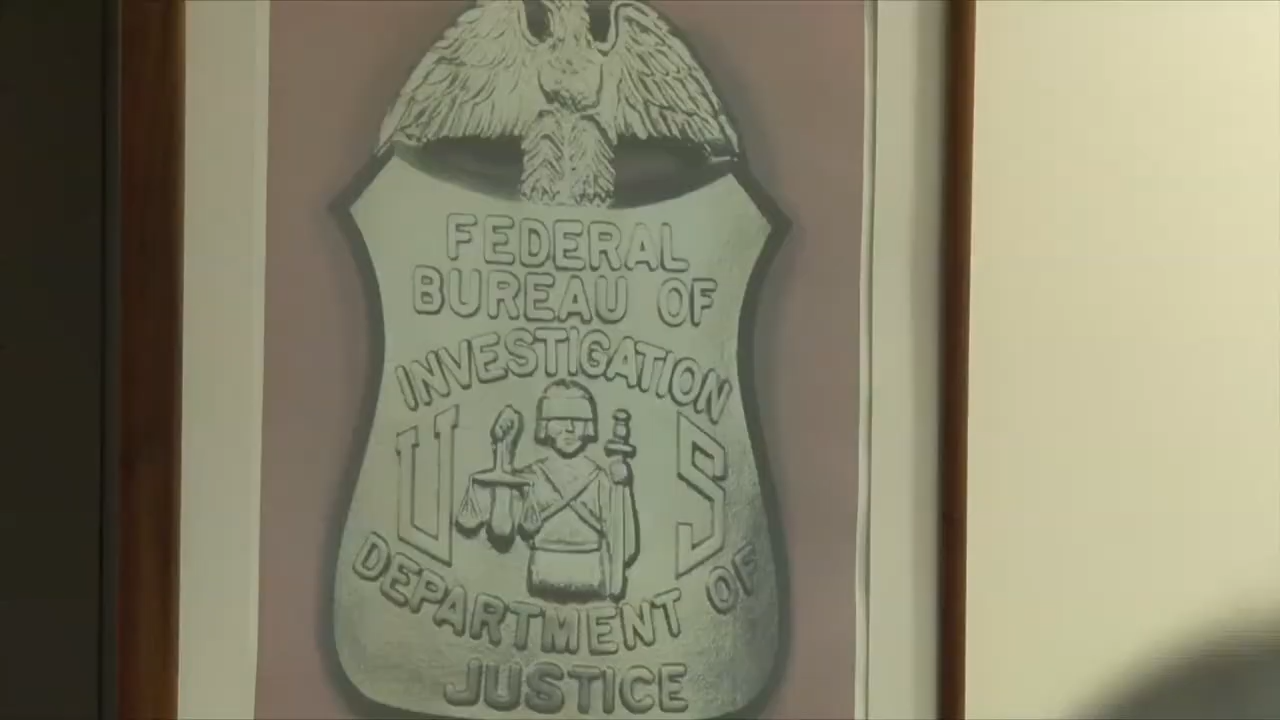 FEDERAL
BUREAU OF
INVESTIGATION
U S
DEPARTMENT OF
JUSTICE